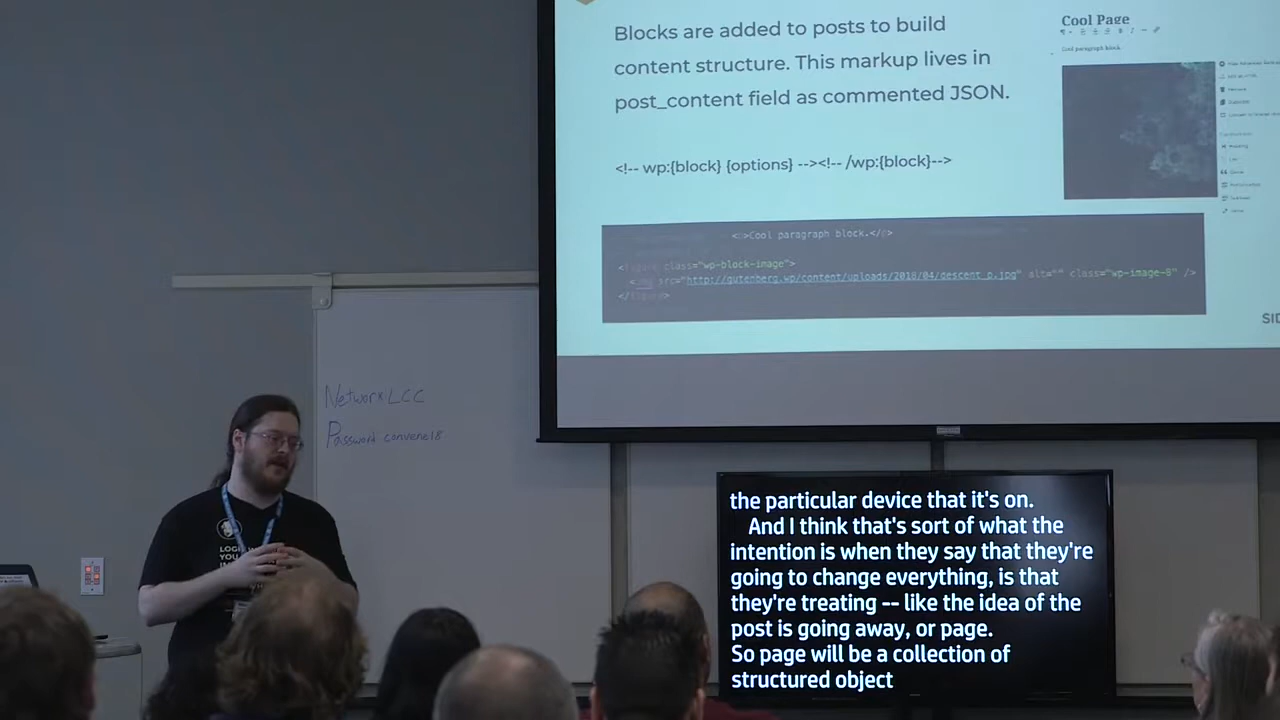 Blocks are added to posts to build
content structure. This markup lives in
post_content field as commented JSON.
<!-- wp:{block} {options} --><!-- /wp:{block}-->
Cool Page
Cool paragraph block.
>Cool paragraph block.</
class="wp-block-image">
src="http://gutenberg.wp/content/uploads/2018/04/descent_p.jpg" alt="" class="wp-image-8" />
SID
Network LCC
Password convene18
the particular device that it's on.
And I think that's sort of what the
intention is when they say that they're
going to change everything, is that
they're treating -- like the idea of the
post is going away, or page.
So page will be a collection of
structured object